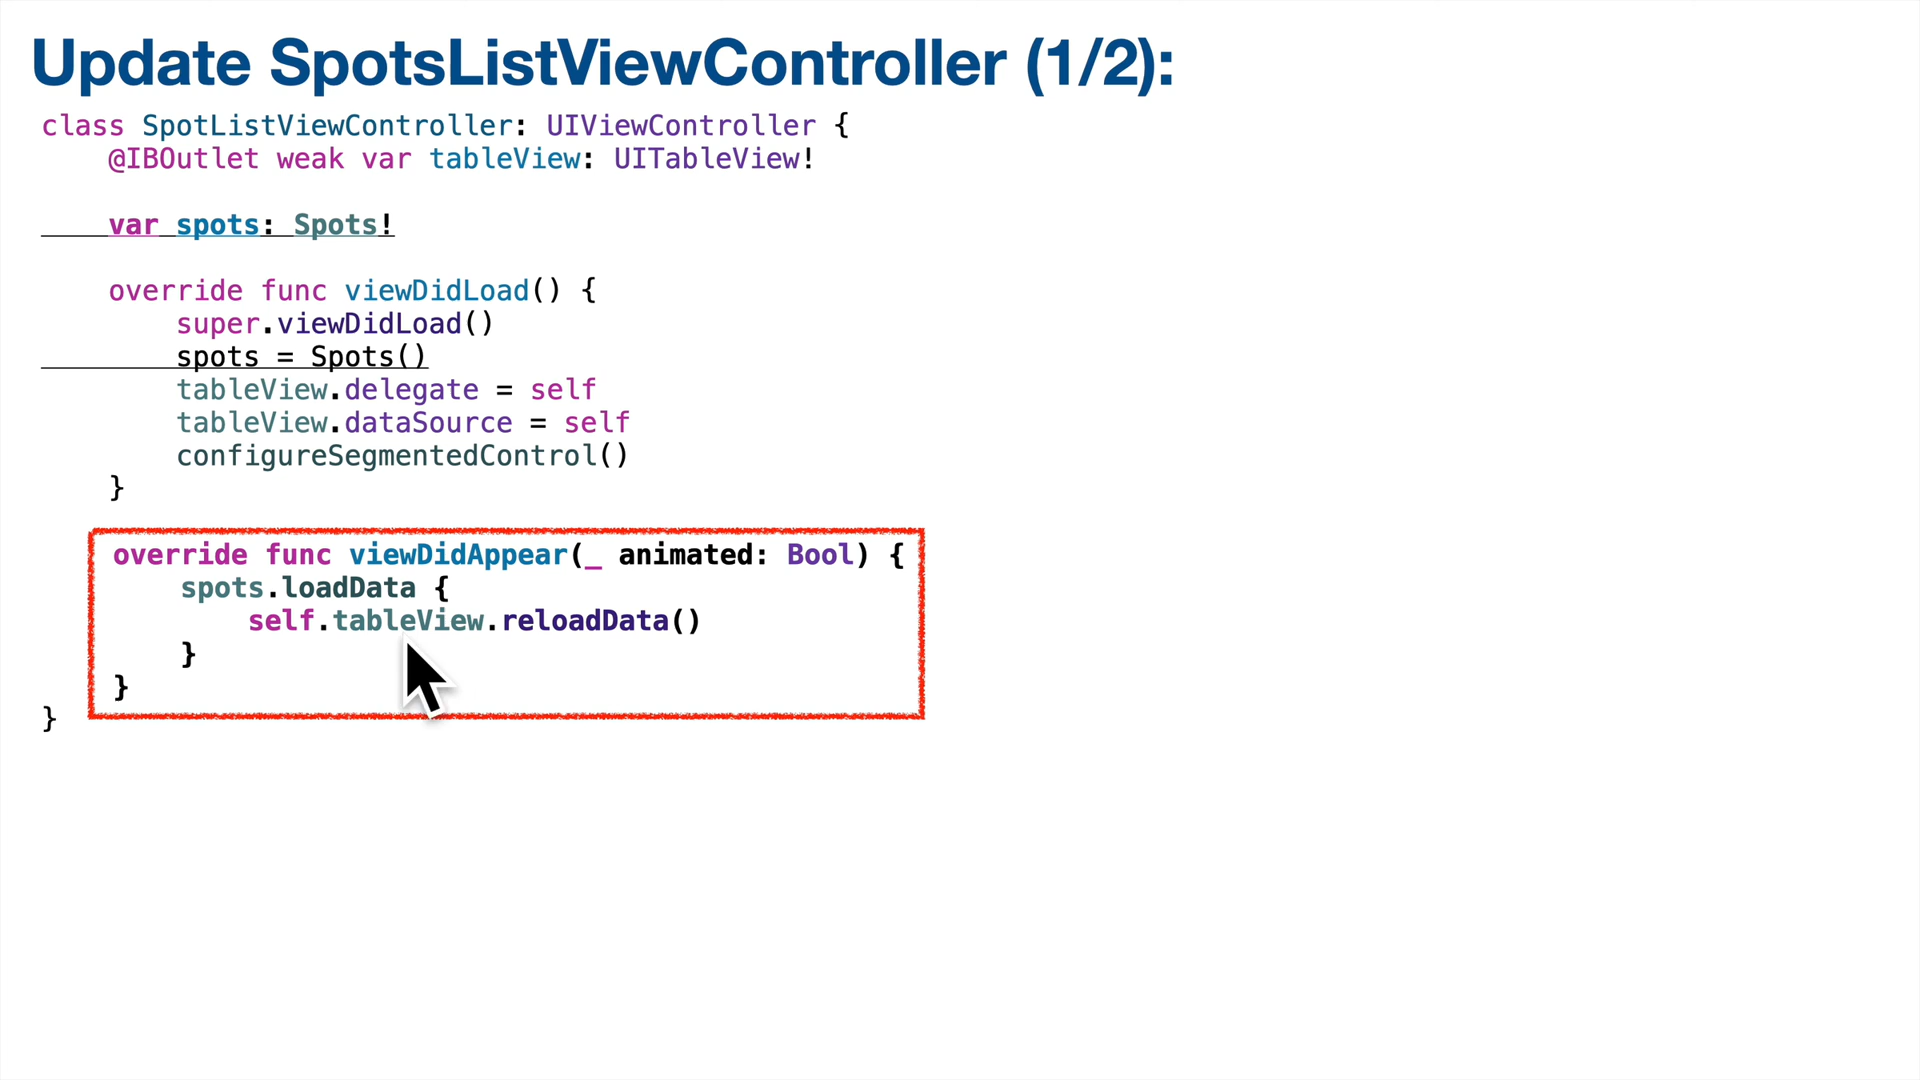 Update SpotsListViewController (1/2):
class SpotListViewController: UIViewController {
@IBOutlet weak var tableView: UITableView!
var spots: Spots!
override func viewDidLoad() {
super.viewDidLoad()
spots = Spots()
tableView.delegate = self
tableView.dataSource = self
configureSegmentedControl()
}
override func viewDidAppear(_ animated: Bool) {
spots.loadData {
self.tableView.reloadData()
}
}
}